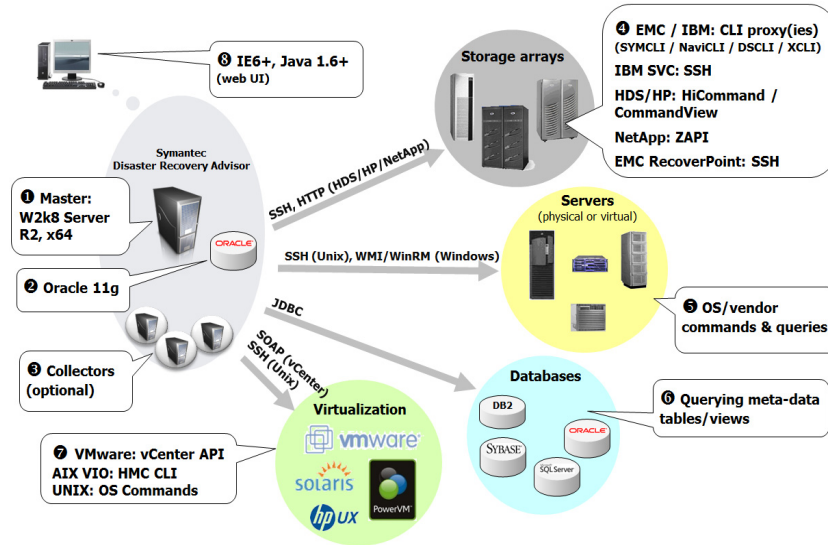 ❽ IE6+, Java 1.6+
(web UI)
Storage arrays
❹ EMC / IBM: CLI proxy(ies)
(SYMCLI / NaviCLI / DSCLI / XCLI)
IBM SVC: SSH
HDS/HP: HiCommand /
CommandView
NetApp: ZAPI
EMC RecoverPoint: SSH
Symantec
Disaster Recovery Advisor
❶ Master:
W2k8 Server
R2, x64
ORACLE
❷ Oracle 11g
❸ Collectors
(optional)
SSH, HTTP (HDS/HP/NetApp)
SSH (Unix), WMI/WinRM (Windows)
JDBC
SOAP (vCenter)
SSH (Unix)
Servers
(physical or virtual)
❺ OS/vendor
commands & queries
Databases
DB2
SYBASE
ORACLE
SQL Server
❻ Querying meta-data
tables/views
Virtualization
vmware
solaris
PowerVM
hp UX
❼ VMware: vCenter API
AIX VIO: HMC CLI
UNIX: OS Commands